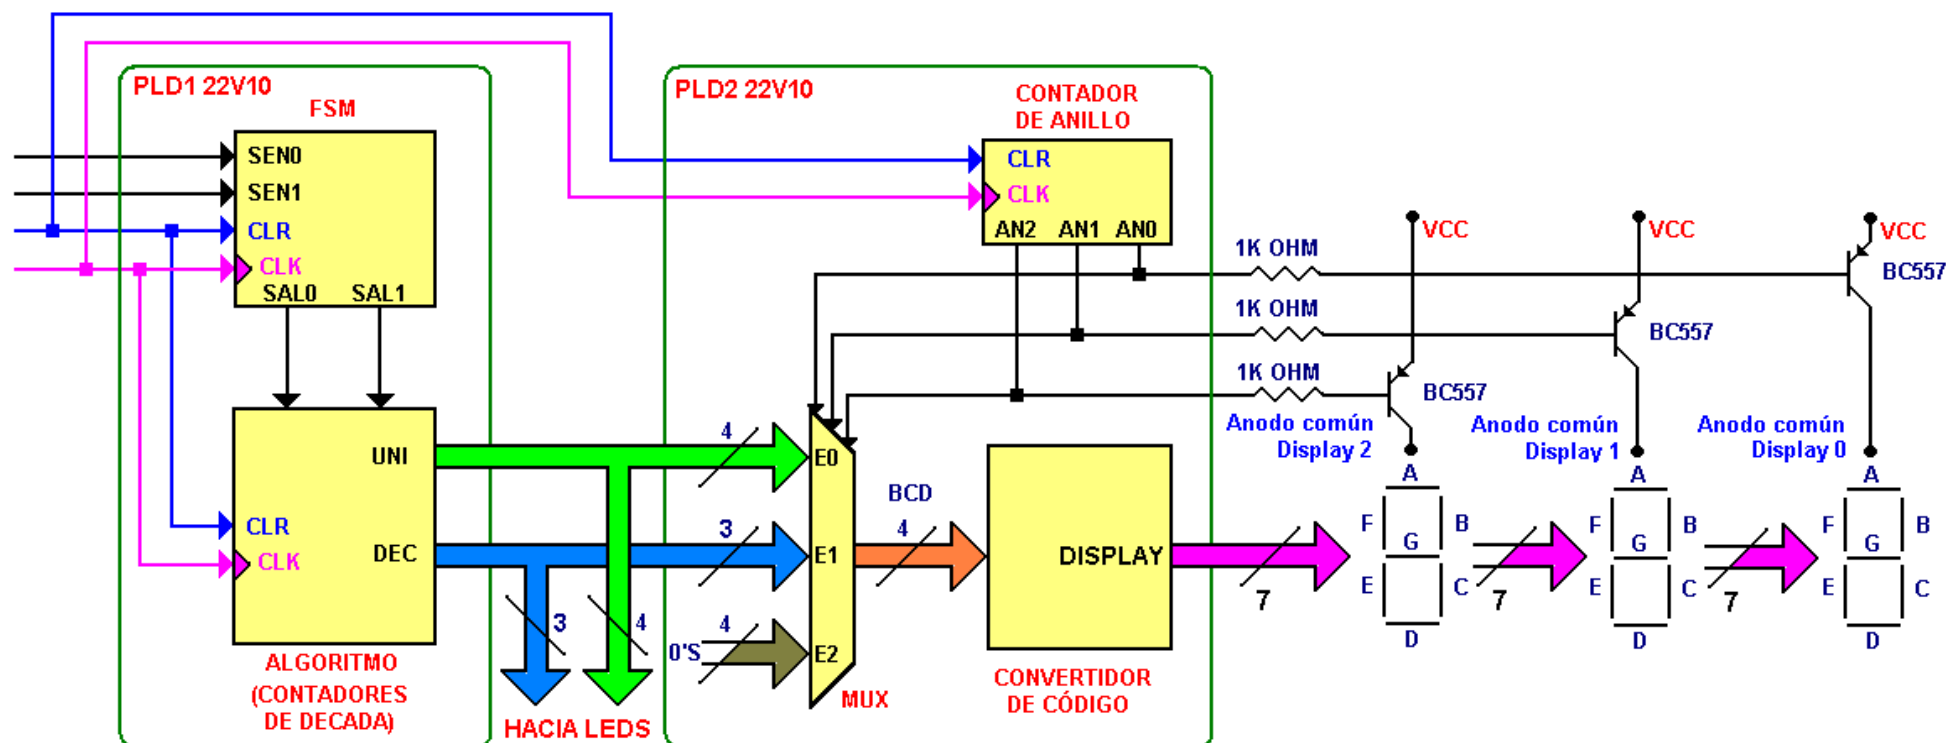 PLD1 22V10
FSM
SEN0
SEN1
CLR
CLK
SAL0 SAL1
UNI
DEC
CLR
CLK
ALGORITMO
(CONTADORES
DE DECADA)
3
4
HACIA LEDS
PLD2 22V10
CONTADOR
DE ANILLO
CLR
CLK
AN2 AN1 AN0
4
3
4
0'S
E0
E1
E2
MUX
BCD
4
DISPLAY
CONVERTIDOR
DE CÓDIGO
1K OHM
1K OHM
1K OHM
VCC
VCC
VCC
BC557
BC557
BC557
Anodo común
Display 2
Anodo común
Display 1
Anodo común
Display 0
7
A
F
B
G
E
C
D
7
A
F
B
G
E
C
D
7
A
F
B
G
E
C
D